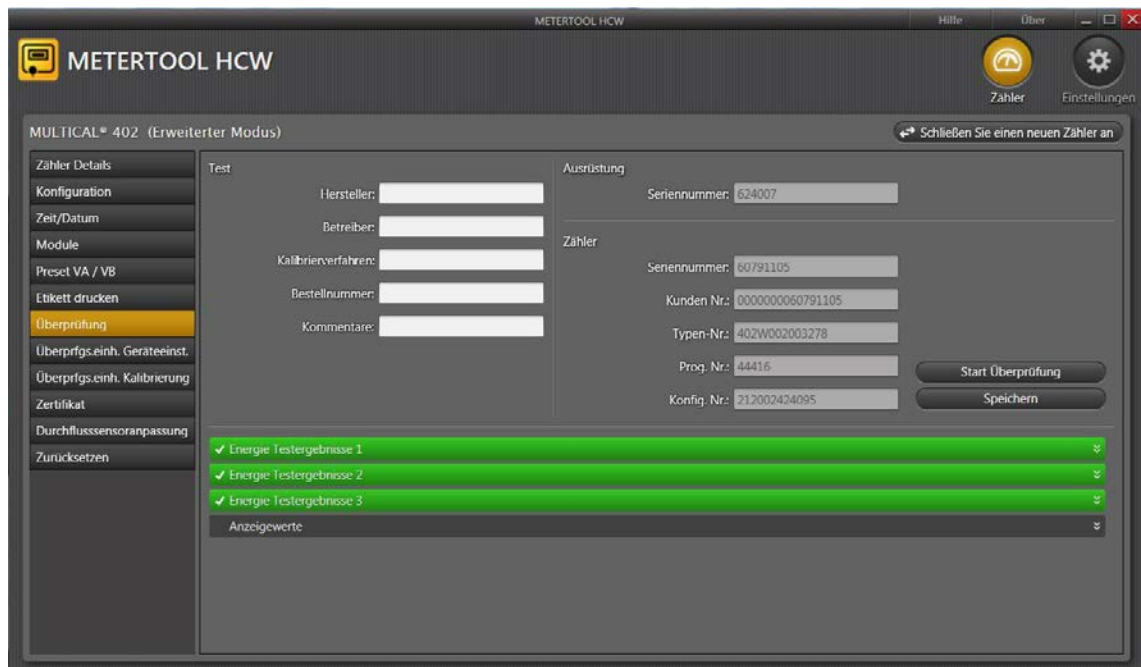 METERTOOL HCW
Hilfe
Über
METERTOOL HCW
Zähler
Einstellungen
MULTICAL® 402 (Erweiterter Modus)
Schließen Sie einen neuen Zähler an
Zähler Details
Konfiguration
Zeit/Datum
Module
Preset VA / VB
Etikett drucken
Überprüfung
Überprfgs.einh. Geräteeinst.
Überprfgs.einh. Kalibrierung
Zertifikat
Durchflusssensoranpassung
Zurücksetzen
Test
Hersteller:
Betreiber:
Kalibrierverfahren:
Bestellnummer:
Kommentare:
Ausrüstung
Seriennummer: 624007
Zähler
Seriennummer: 60791105
Kunden Nr.: 0000000060791105
Typen-Nr.: 402W002003278
Prog. Nr.: 44416
Konfig. Nr.: 212002424095
Start Überprüfung
Speichern
Energie Testergebnisse 1
Energie Testergebnisse 2
Energie Testergebnisse 3
Anzeigewerte